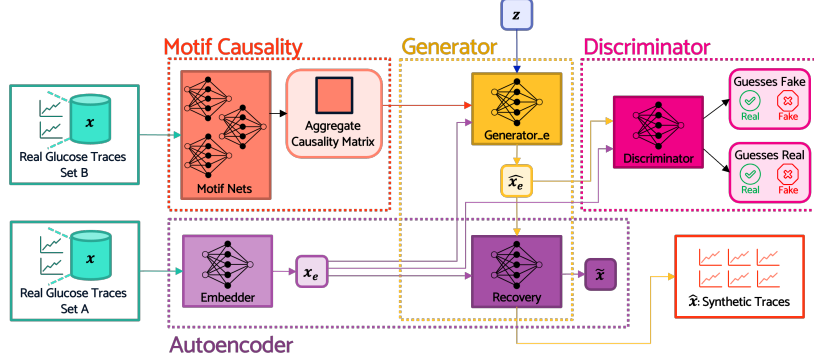 z
Motif Causality
Generator
Discriminator
x
Real Glucose Traces
Set B
Motif Nets
Aggregate
Causality Matrix
Generator_e
Discriminator
Guesses Fake
Real
Fake
Guesses Real
Real
Fake
x̂ₑ
x
Real Glucose Traces
Set A
Embedder
xₑ
Recovery
x̃
x̂: Synthetic Traces
Autoencoder